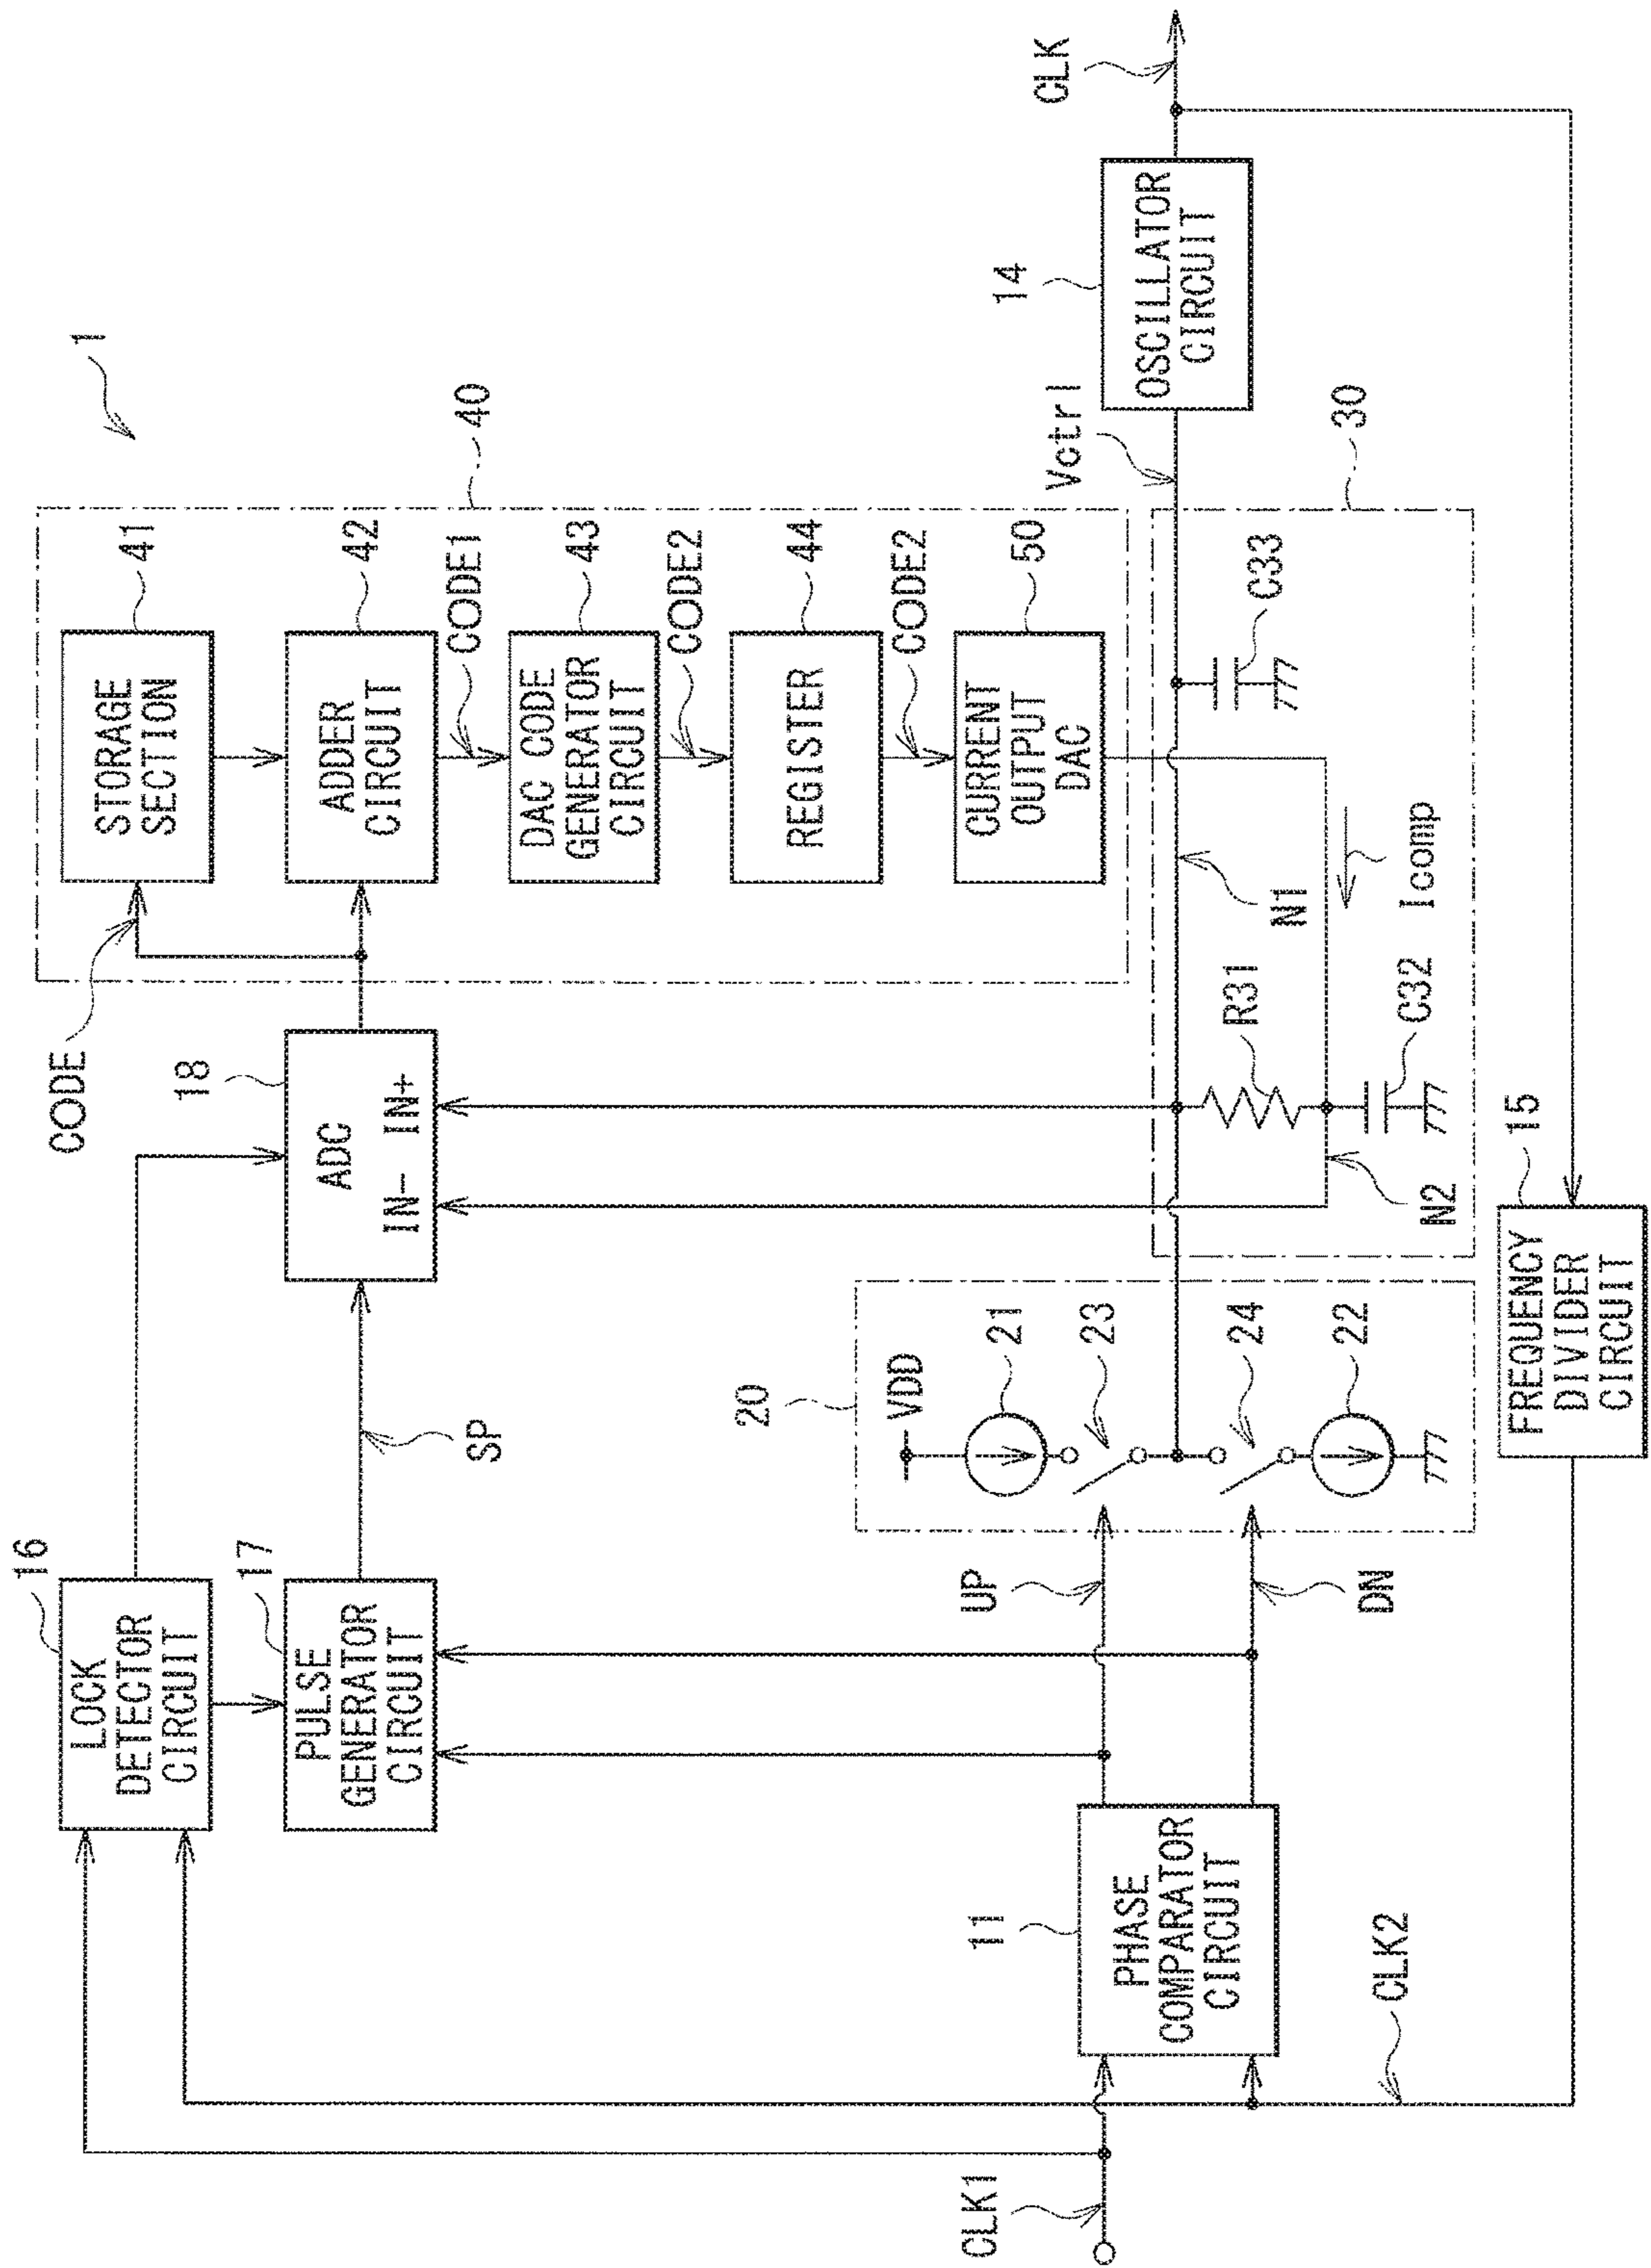 1
16
LOCK
DETECTOR
CIRCUIT
CODE
41
STORAGE
SECTION
40
17
PULSE
GENERATOR
CIRCUIT
SP
18
ADC
IN- IN+
42
ADDER
CIRCUIT
CODE1
43
DAC CODE
GENERATOR
CIRCUIT
CODE2
44
REGISTER
CODE2
50
CURRENT
OUTPUT
DAC
20
VDD
21
23
24
22
UP
DN
CLK1
11
PHASE
COMPARATOR
CIRCUIT
CLK2
N1
R31
N2
C32
Icomp
C33
30
Vctrl
14
OSCILLATOR
CIRCUIT
CLK
15
FREQUENCY
DIVIDER
CIRCUIT